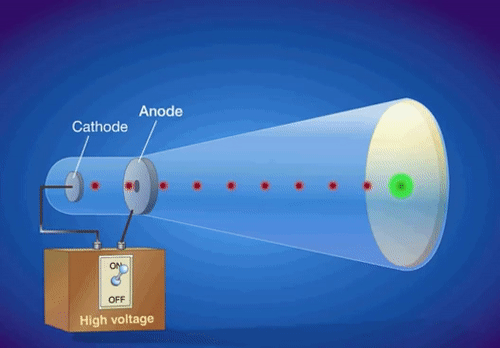 Anode
Cathode
ON
OFF
High voltage